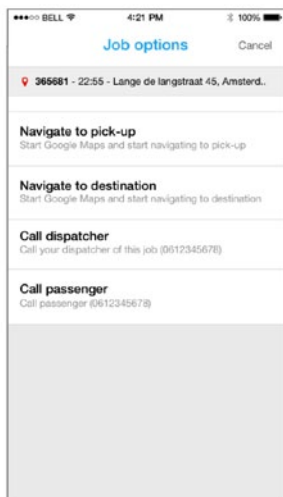 ●●●○○ BELL 4:21 PM 100%
Job options Cancel
365681 - 22:55 - Lange de langstraat 45, Amsterd..
Navigate to pick-up
Start Google Maps and start navigating to pick-up
Navigate to destination
Start Google Maps and start navigating to destination
Call dispatcher
Call your dispatcher of this job (0612345678)
Call passenger
Call passenger (0612345678)